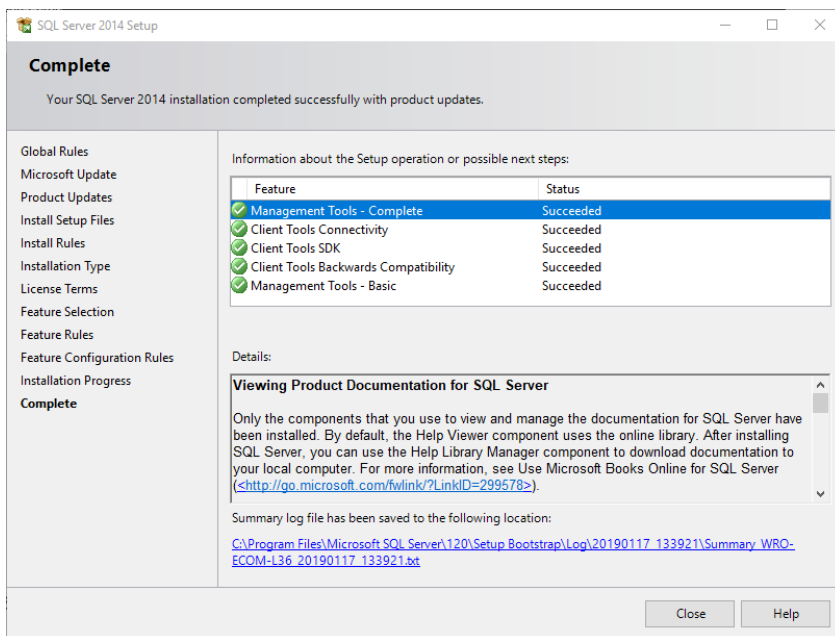 SQL Server 2014 Setup
Complete
Your SQL Server 2014 installation completed successfully with product updates.
Global Rules
Microsoft Update
Product Updates
Install Setup Files
Install Rules
Installation Type
License Terms
Feature Selection
Feature Rules
Feature Configuration Rules
Installation Progress
Complete
Information about the Setup operation or possible next steps:
Feature Status
Management Tools - Complete Succeeded
Client Tools Connectivity Succeeded
Client Tools SDK Succeeded
Client Tools Backwards Compatibility Succeeded
Management Tools - Basic Succeeded
Details:
Viewing Product Documentation for SQL Server
Only the components that you use to view and manage the documentation for SQL Server have
been installed. By default, the Help Viewer component uses the online library. After installing
SQL Server, you can use the Help Library Manager component to download documentation to
your local computer. For more information, see Use Microsoft Books Online for SQL Server
(<http://go.microsoft.com/fwlink/?LinkID=299578>).
Summary log file has been saved to the following location:
C:\Program Files\Microsoft SQL Server\120\Setup Bootstrap\Log\20190117_133921\Summary_WRO-
ECOM-L36_20190117_133921.txt
Close
Help